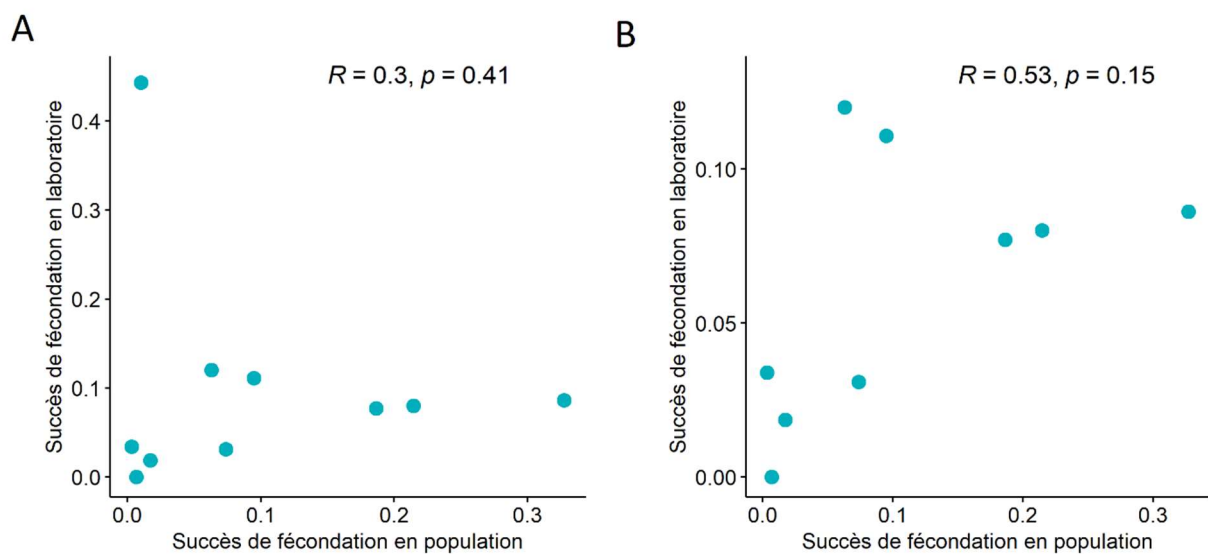 A
R = 0.3, p = 0.41
Succès de fécondation en laboratoire
0.4
0.3
0.2
0.1
0.0
0.0 0.1 0.2 0.3
Succès de fécondation en population
B
R = 0.53, p = 0.15
Succès de fécondation en laboratoire
0.10
0.05
0.00
0.0 0.1 0.2 0.3
Succès de fécondation en population